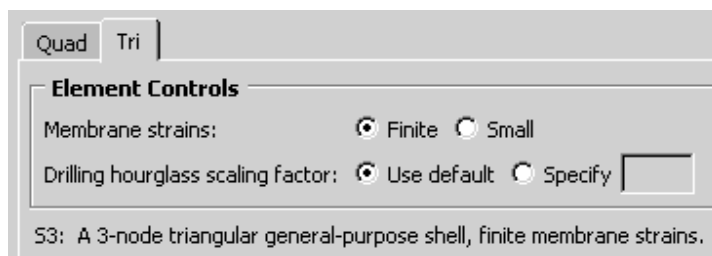 Quad Tri
Element Controls
Membrane strains: Finite Small
Drilling hourglass scaling factor: Use default Specify
S3: A 3-node triangular general-purpose shell, finite membrane strains.